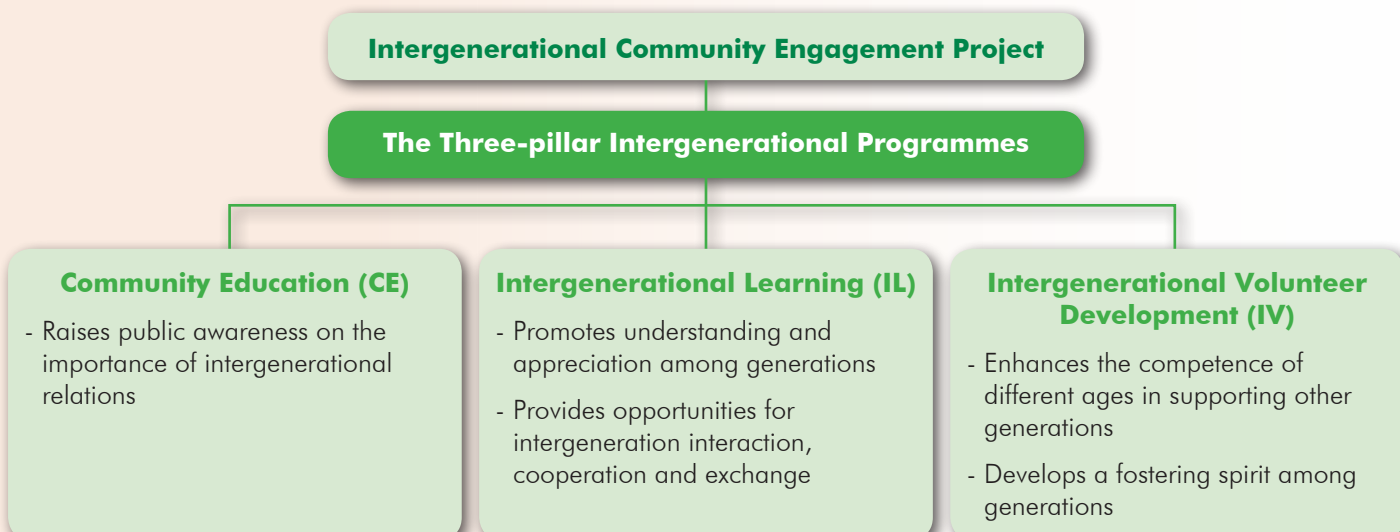 Intergenerational Community Engagement Project
The Three-pillar Intergenerational Programmes
Community Education (CE)
- Raises public awareness on the
importance of intergenerational
relations
Intergenerational Learning (IL)
- Promotes understanding and
appreciation among generations
- Provides opportunities for
intergeneration interaction,
cooperation and exchange
Intergenerational Volunteer
Development (IV)
- Enhances the competence of
different ages in supporting other
generations
- Develops a fostering spirit among
generations